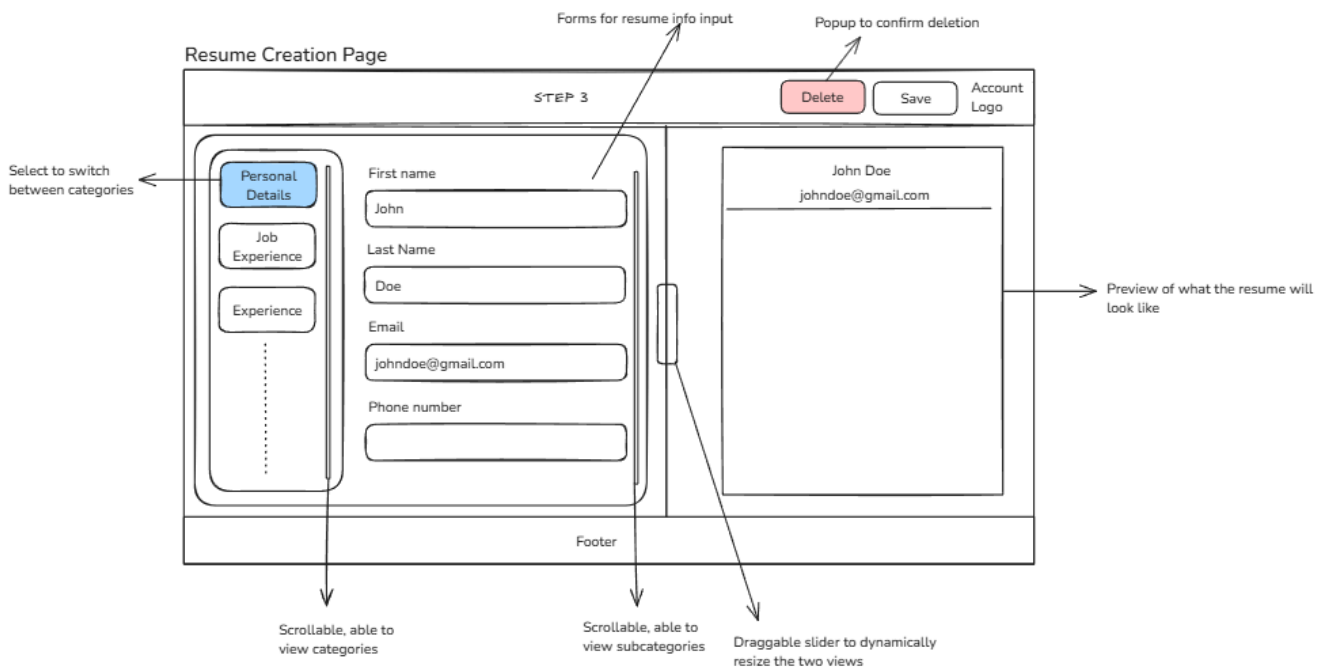 Forms for resume info input
Popup to confirm deletion
Resume Creation Page
STEP 3
Delete
Save
Account
Logo
Select to switch
between categories
Personal
Details
Job
Experience
Experience
First name
John
Last Name
Doe
Email
johndoe@gmail.com
Phone number
John Doe
johndoe@gmail.com
Preview of what the resume will
look like
Footer
Scrollable, able to
view categories
Scrollable, able to
view subcategories
Draggable slider to dynamically
resize the two views